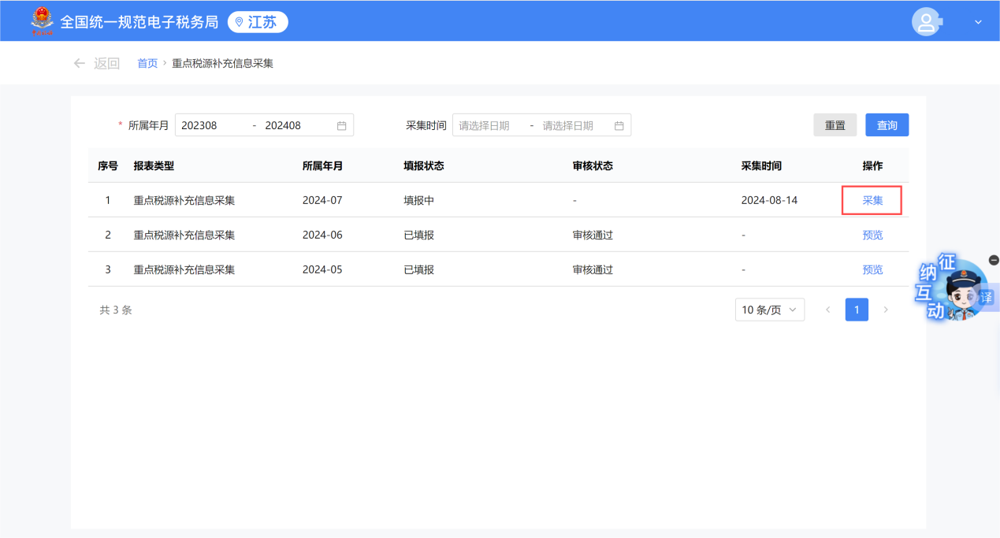 全国统一规范电子税务局 江苏
返回 首页 > 重点税源补充信息采集
* 所属年月 202308 - 202408 采集时间 请选择日期 - 请选择日期 重置 查询
序号 报表类型 所属年月 填报状态 审核状态 采集时间 操作
1 重点税源补充信息采集 2024-07 填报中 - 2024-08-14 采集
2 重点税源补充信息采集 2024-06 已填报 审核通过 - 预览
3 重点税源补充信息采集 2024-05 已填报 审核通过 - 预览
共 3 条 10 条/页 < 1 >
征纳互动
译